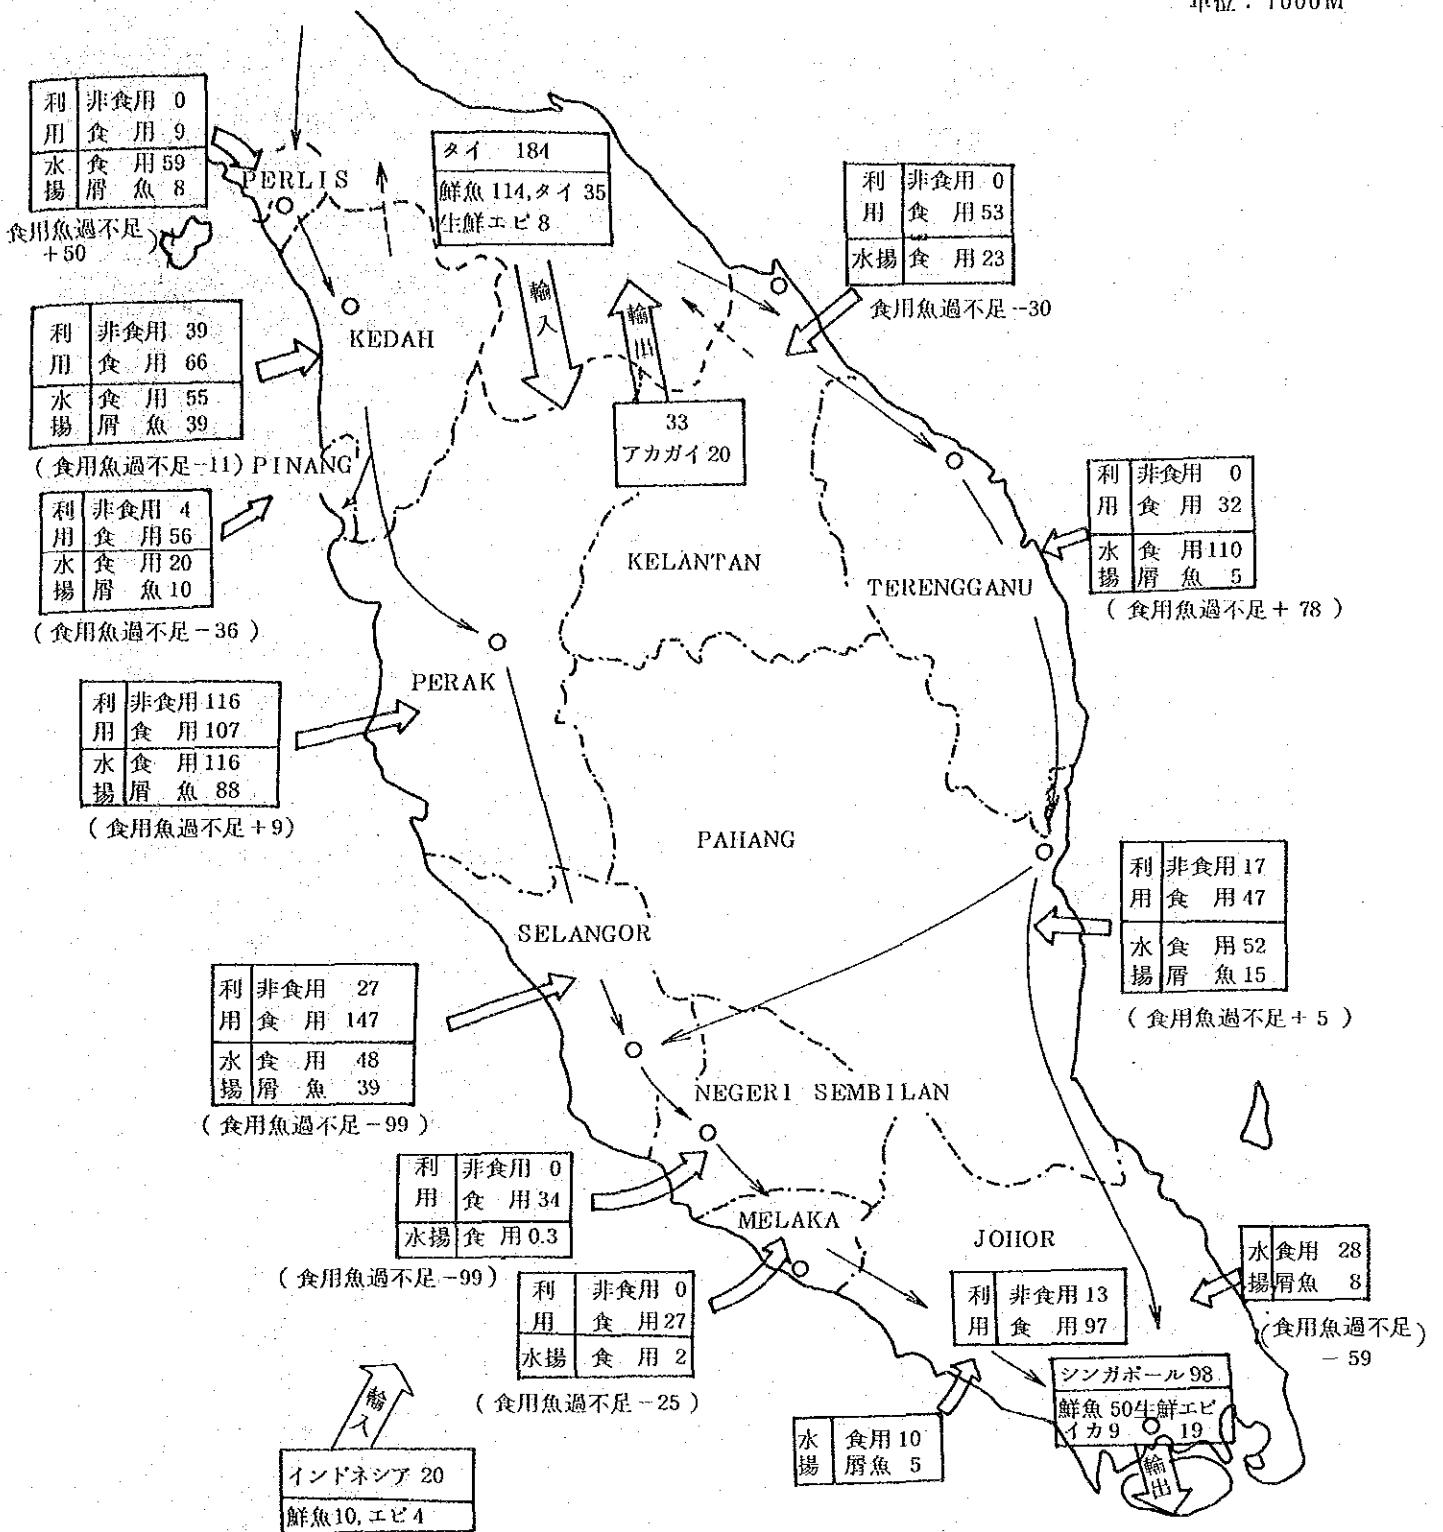 単位：1000M
利 非食用 0
用 食 用 9
水 食 用 59
揚 屑 魚 8
食用魚過不足
+50
PERLIS
タイ 184
鮮魚 114,タイ 35
生鮮エビ 8
利 非食用 0
用 食 用 53
水揚 食 用 23
食用魚過不足-30
輸入
輸出
利 非食用 39
用 食 用 66
水 食 用 55
揚 屑 魚 39
(食用魚過不足-11)
KEDAH
PINANG
33
アカガイ 20
利 非食用 4
用 食 用 56
水 食 用 20
揚 屑 魚 10
(食用魚過不足-36)
KELANTAN
TERENGGANU
利 非食用 0
用 食 用 32
水 食 用 110
揚 屑 魚 5
(食用魚過不足+78)
PERAK
利 非食用 116
用 食 用 107
水 食 用 116
揚 屑 魚 88
(食用魚過不足+9)
PAHANG
利 非食用 17
用 食 用 47
水 食 用 52
揚 屑 魚 15
(食用魚過不足+5)
SELANGOR
利 非食用 27
用 食 用 147
水 食 用 48
揚 屑 魚 39
(食用魚過不足-99)
NEGERI SEMBILAN
利 非食用 0
用 食 用 34
水揚 食 用 0.3
(食用魚過不足-99)
MELAKA
利 非食用 0
用 食 用 27
水揚 食 用 2
(食用魚過不足-25)
JOHOR
利 非食用 13
用 食 用 97
水 食用 28
揚 屑魚 8
(食用魚過不足)
-59
水 食用 10
揚 屑魚 5
シンガポール 98
鮮魚 50生鮮エビ
イカ 9 19
輸出
輸入
インドネシア 20
鮮魚10,エビ4